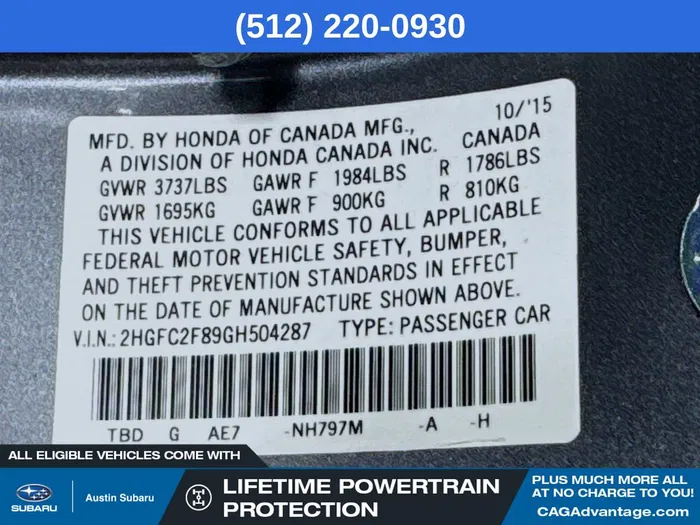 (512) 220-0930
10/'15
MFD. BY HONDA OF CANADA MFG.,
A DIVISION OF HONDA CANADA INC. CANADA
GVWR 3737LBS GAWR F 1984LBS R 1786LBS
GVWR 1695KG GAWR F 900KG R 810KG
THIS VEHICLE CONFORMS TO ALL APPLICABLE
FEDERAL MOTOR VEHICLE SAFETY, BUMPER,
AND THEFT PREVENTION STANDARDS IN EFFECT
ON THE DATE OF MANUFACTURE SHOWN ABOVE.
V.I.N.: 2HGFC2F89GH504287 TYPE: PASSENGER CAR
TBD G AE7 -NH797M -A -H
ALL ELIGIBLE VEHICLES COME WITH
SUBARU
Austin Subaru
LIFETIME POWERTRAIN
PROTECTION
PLUS MUCH MORE ALL
AT NO CHARGE TO YOU!
CAGAdvantage.com